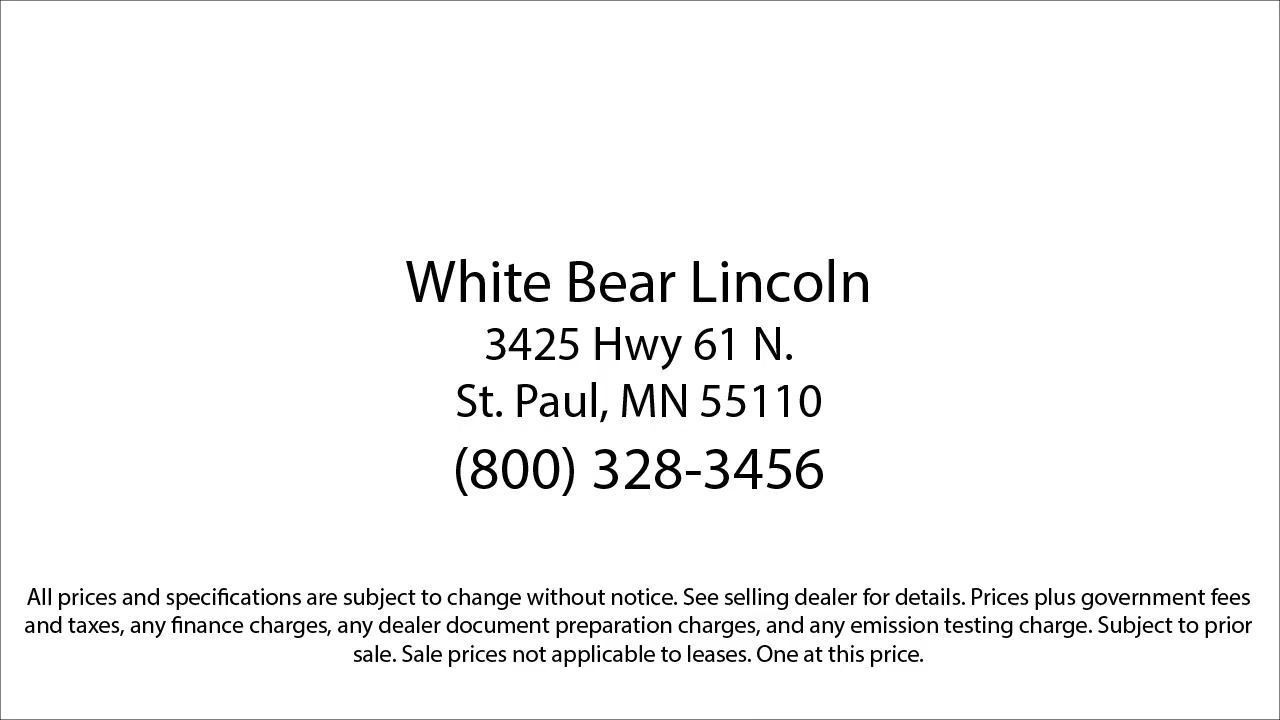 White Bear Lincoln
3425 Hwy 61 N.
St. Paul, MN 55110
(800) 328-3456
All prices and specifications are subject to change without notice. See selling dealer for details. Prices plus government fees
and taxes, any finance charges, any dealer document preparation charges, and any emission testing charge. Subject to prior
sale. Sale prices not applicable to leases. One at this price.